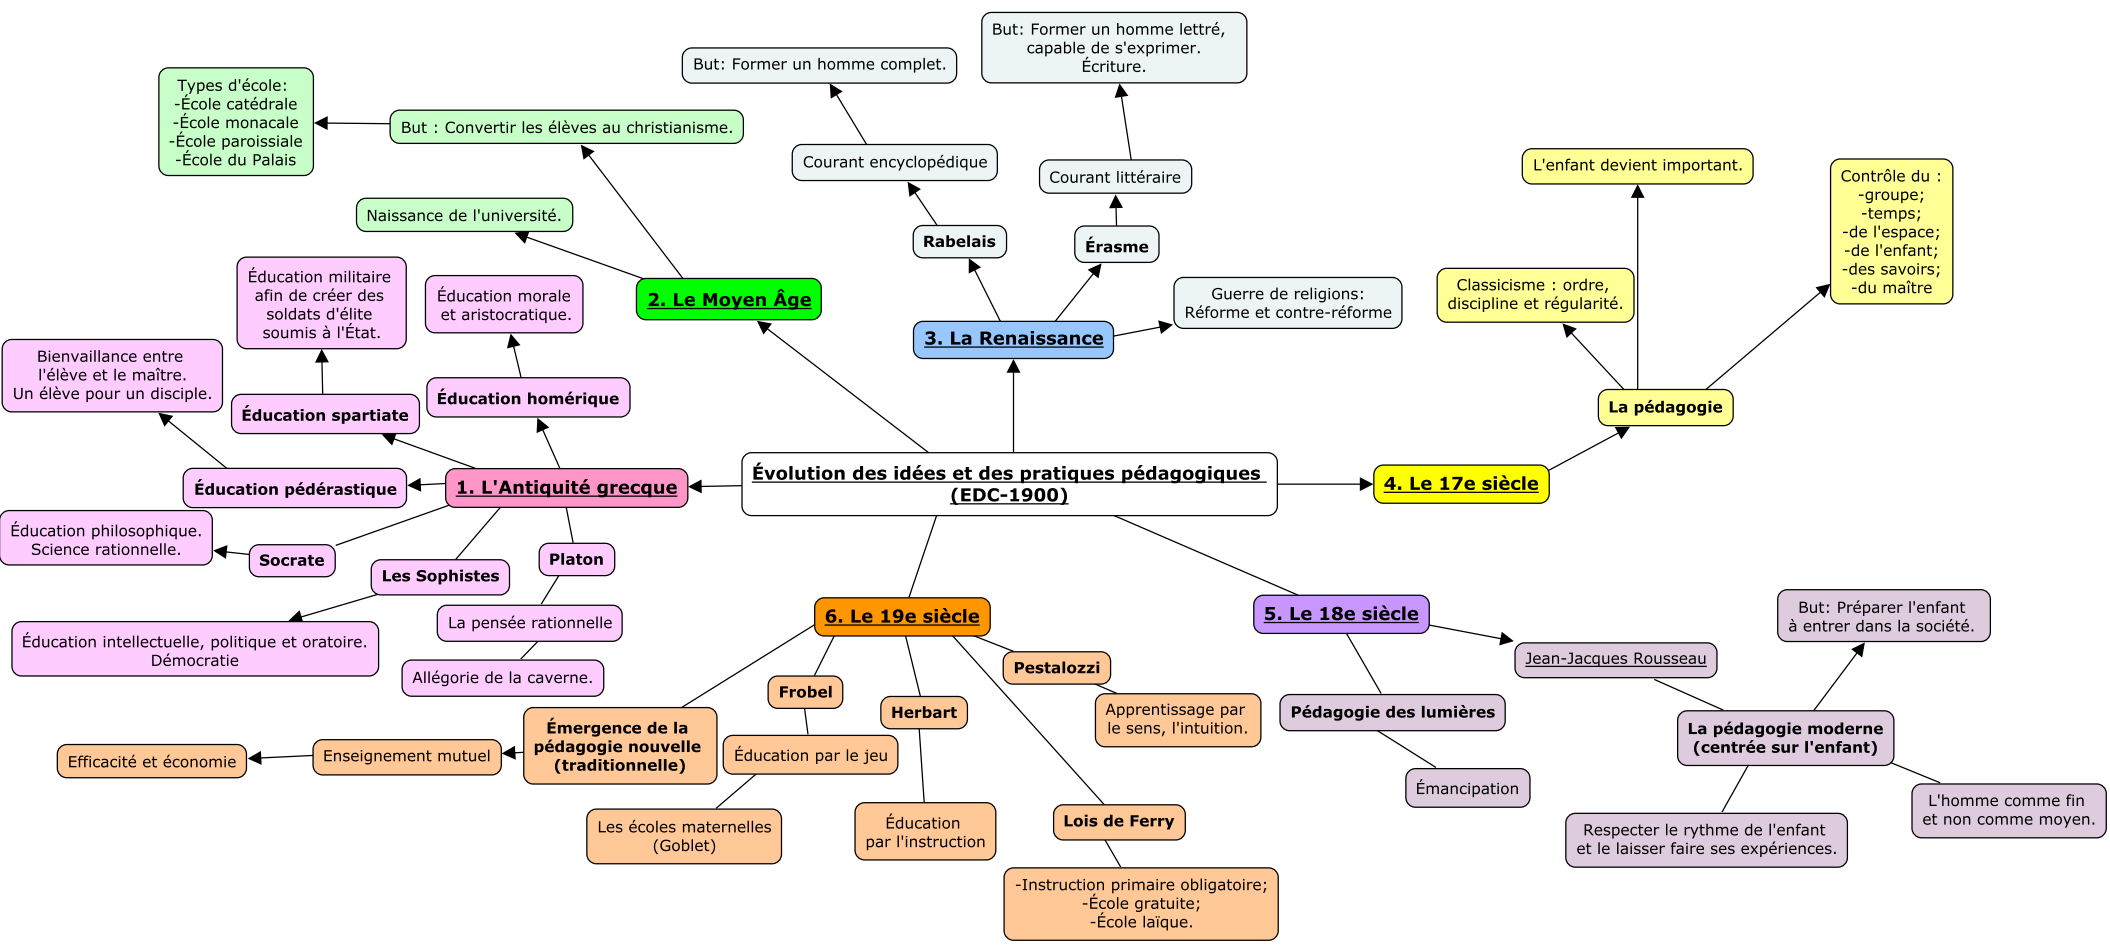 Évolution des idées et des pratiques pédagogiques
(EDC-1900)
1. L'Antiquité grecque
Éducation homérique
Éducation morale
et aristocratique.
Éducation spartiate
Éducation militaire
afin de créer des
soldats d'élite
soumis à l'État.
Éducation pédérastique
Bienvaillance entre
l'élève et le maître.
Un élève pour un disciple.
Socrate
Éducation philosophique.
Science rationnelle.
Les Sophistes
Éducation intellectuelle, politique et oratoire.
Démocratie
Platon
La pensée rationnelle
Allégorie de la caverne.
2. Le Moyen Âge
Naissance de l'université.
But : Convertir les élèves au christianisme.
Types d'école:
-École catédrale
-École monacale
-École paroissiale
-École du Palais
3. La Renaissance
Rabelais
Courant encyclopédique
But: Former un homme complet.
Érasme
Courant littéraire
But: Former un homme lettré,
capable de s'exprimer.
Écriture.
Guerre de religions:
Réforme et contre-réforme
4. Le 17e siècle
La pédagogie
Classicisme : ordre,
discipline et régularité.
L'enfant devient important.
Contrôle du :
-groupe;
-temps;
-de l'espace;
-de l'enfant;
-des savoirs;
-du maître
5. Le 18e siècle
Jean-Jacques Rousseau
La pédagogie moderne
(centrée sur l'enfant)
But: Préparer l'enfant
à entrer dans la société.
L'homme comme fin
et non comme moyen.
Respecter le rythme de l'enfant
et le laisser faire ses expériences.
Pédagogie des lumières
Émancipation
6. Le 19e siècle
Pestalozzi
Apprentissage par
le sens, l'intuition.
Lois de Ferry
-Instruction primaire obligatoire;
-École gratuite;
-École laïque.
Herbart
Éducation
par l'instruction
Frobel
Éducation par le jeu
Les écoles maternelles
(Goblet)
Émergence de la
pédagogie nouvelle
(traditionnelle)
Enseignement mutuel
Efficacité et économie